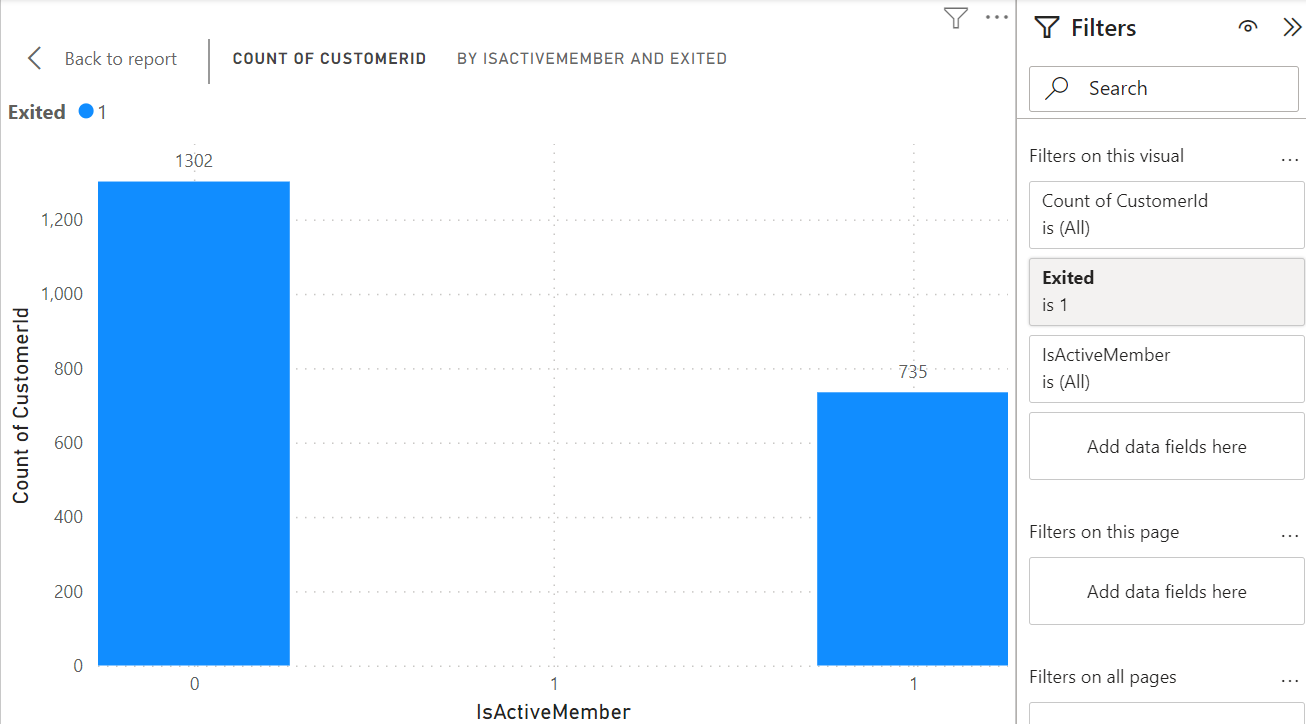 Back to report
COUNT OF CUSTOMERID
BY ISACTIVEMEMBER AND EXITED
Exited
1
1302
735
1,200
1,000
800
600
400
200
0
Count of CustomerId
0
1
1
IsActiveMember
Filters
Search
Filters on this visual
...
Count of CustomerId
is (All)
Exited
is 1
IsActiveMember
is (All)
Add data fields here
Filters on this page
...
Add data fields here
Filters on all pages
...